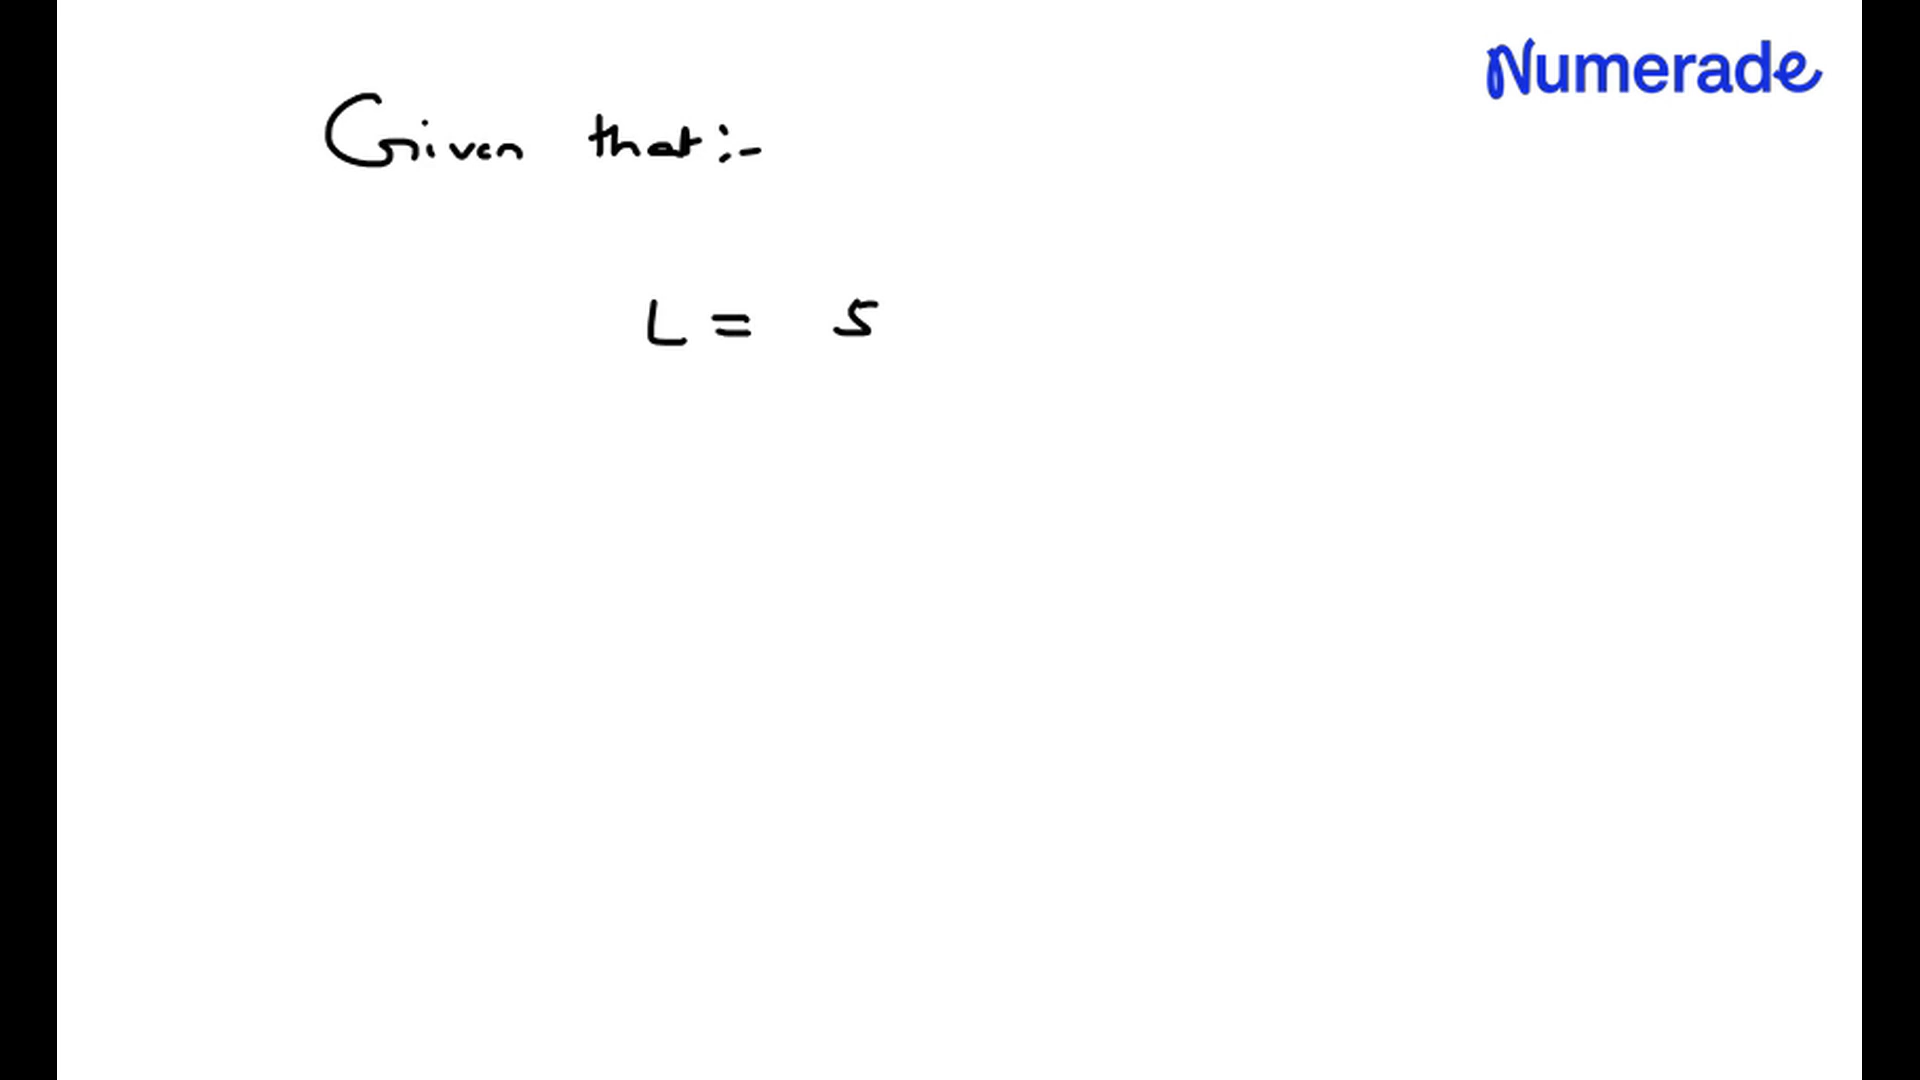 Numerade
Given that:-
L = 5